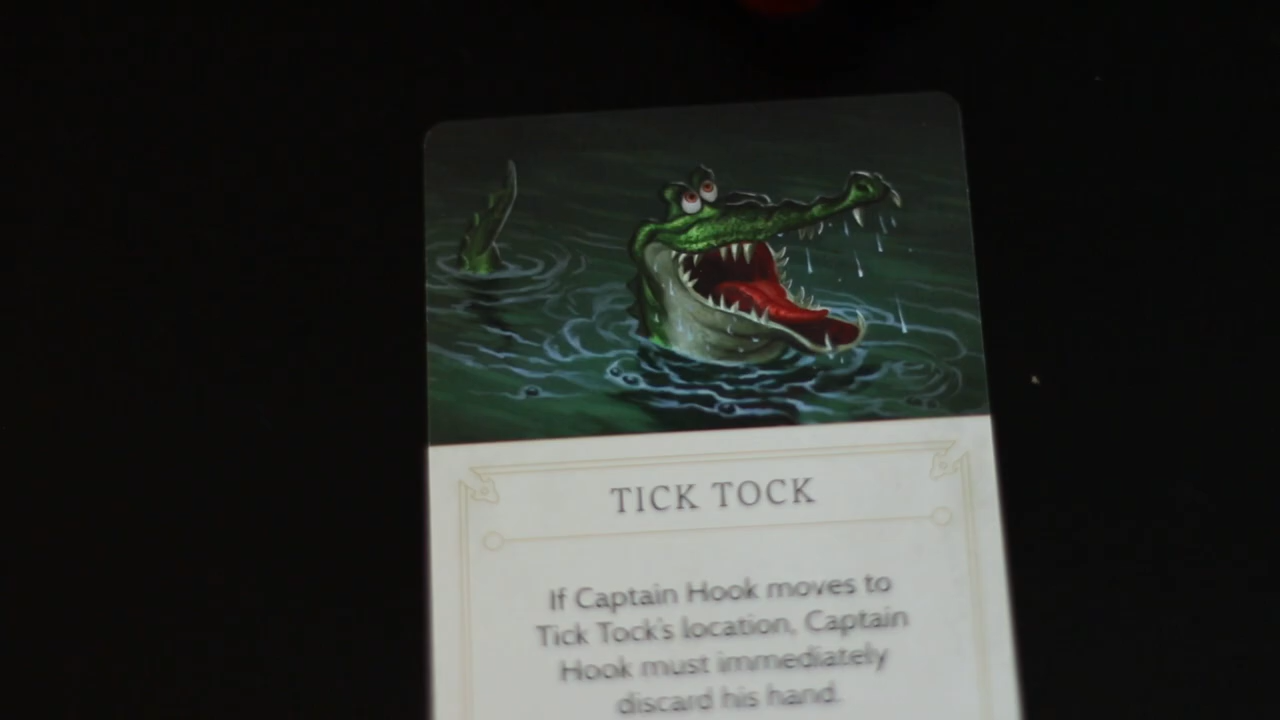 TICK TOCK
If Captain Hook moves to
Tick Tock's location, Captain
Hook must immediately
discard his hand.